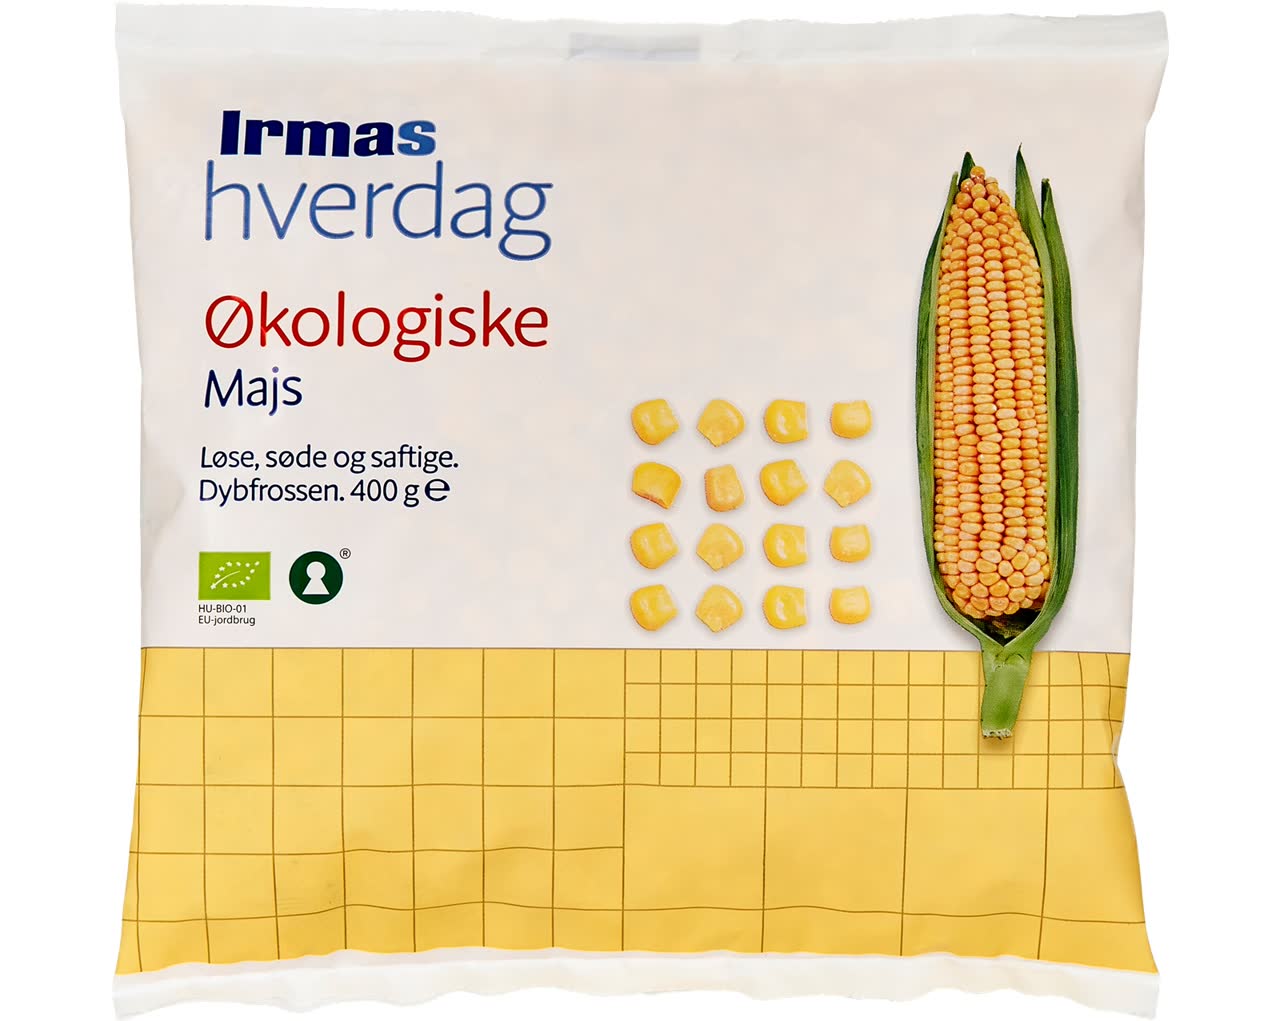 Irmas
hverdag
Økologiske
Majs
Løse, søde og saftige.
Dybfrossen. 400 g ℮
®
HU-BIO-01
EU-jordbrug